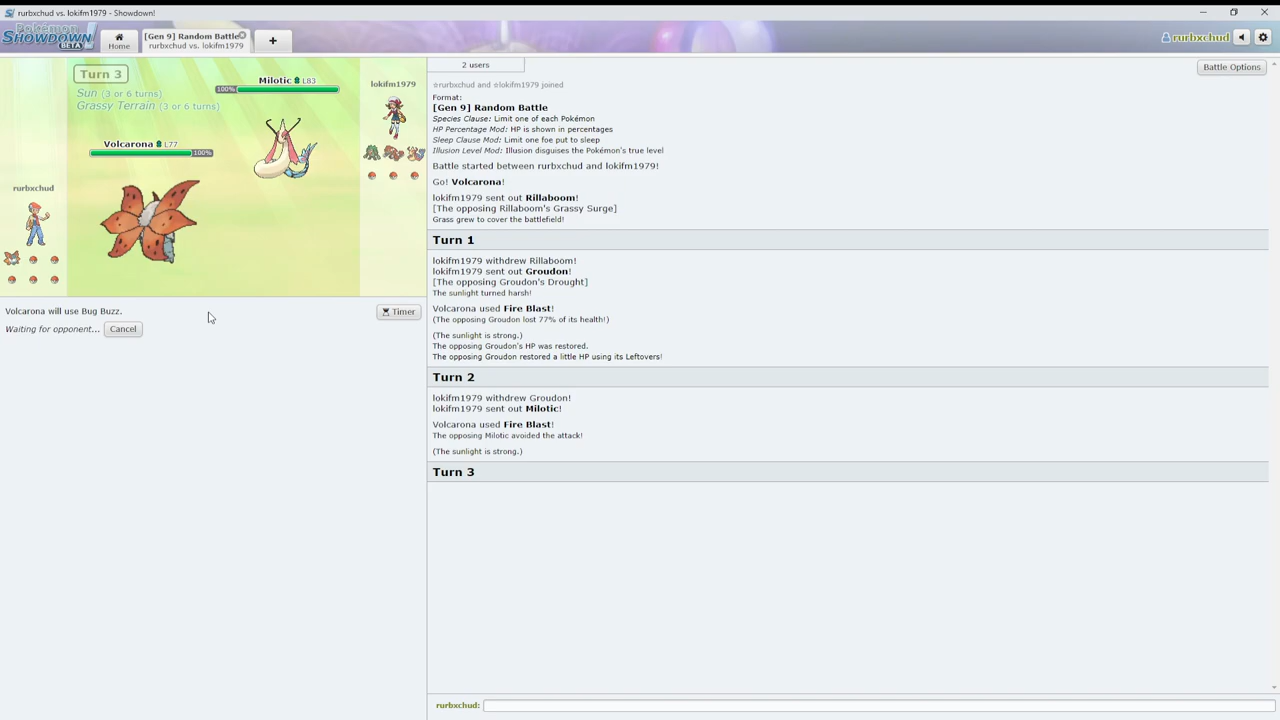 rurbxchud vs. lokifm1979 - Showdown!
Pokémon
SHOWDOWN
BETA
Home
[Gen 9] Random Battle
rurbxchud vs. lokifm1979
+
rurbxchud
Turn 3
Sun (3 or 6 turns)
Grassy Terrain (3 or 6 turns)
Milotic L83
100%
Volcarona L77
100%
lokifm1979
rurbxchud
Volcarona will use Bug Buzz.
Waiting for opponent... Cancel
Timer
2 users
Battle Options
☆rurbxchud and ☆lokifm1979 joined
Format:
[Gen 9] Random Battle
Species Clause: Limit one of each Pokémon
HP Percentage Mod: HP is shown in percentages
Sleep Clause Mod: Limit one foe put to sleep
Illusion Level Mod: Illusion disguises the Pokémon's true level
Battle started between rurbxchud and lokifm1979!
Go! Volcarona!
lokifm1979 sent out Rillaboom!
[The opposing Rillaboom's Grassy Surge]
Grass grew to cover the battlefield!
Turn 1
lokifm1979 withdrew Rillaboom!
lokifm1979 sent out Groudon!
[The opposing Groudon's Drought]
The sunlight turned harsh!
Volcarona used Fire Blast!
(The opposing Groudon lost 77% of its health!)
(The sunlight is strong.)
The opposing Groudon's HP was restored.
The opposing Groudon restored a little HP using its Leftovers!
Turn 2
lokifm1979 withdrew Groudon!
lokifm1979 sent out Milotic!
Volcarona used Fire Blast!
The opposing Milotic avoided the attack!
(The sunlight is strong.)
Turn 3
rurbxchud: